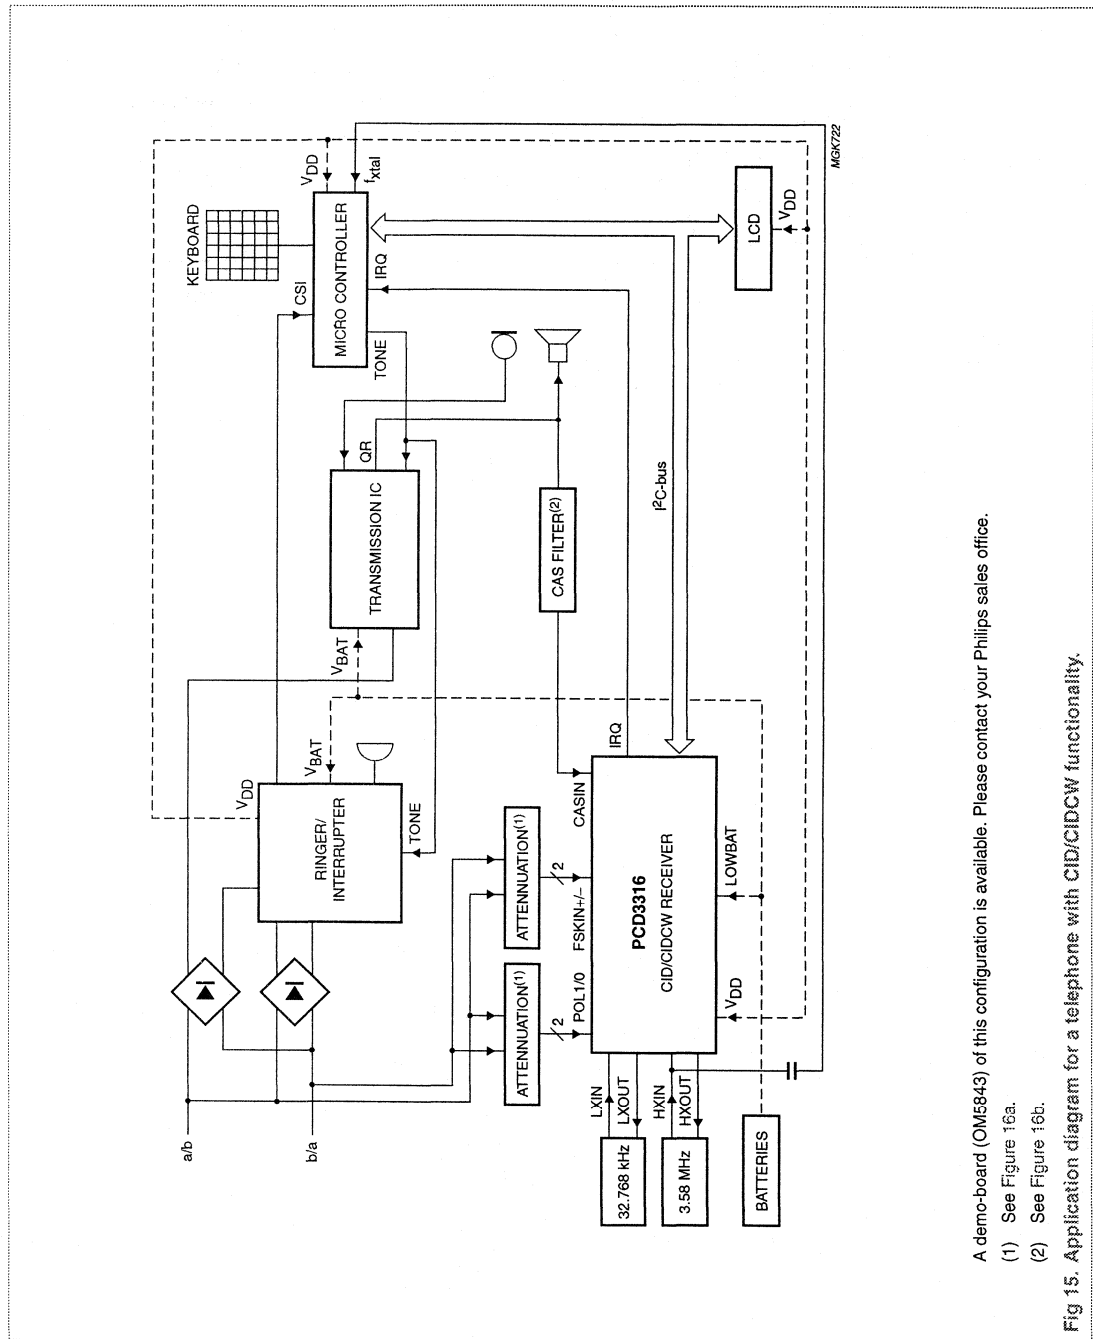 a/b
b/a
RINGER/
INTERRUPTER
VDD
VBAT
TONE
VBAT
TRANSMISSION IC
QR
TONE
CSI
KEYBOARD
MICRO CONTROLLER
VDD
fxtal
IRQ
ATTENNUATION(1)
ATTENNUATION(1)
2
2
POL1/0
FSKIN+/−
CASIN
CAS FILTER(2)
IRQ
I2C-bus
32.768 kHz
LXIN
LXOUT
3.58 MHz
HXIN
HXOUT
PCD3316
CID/CIDCW RECEIVER
VDD
LOWBAT
BATTERIES
LCD
VDD
MGK722
A demo-board (OM5843) of this configuration is available. Please contact your Philips sales office.
(1) See Figure 16a.
(2) See Figure 16b.
Fig 15. Application diagram for a telephone with CID/CIDCW functionality.